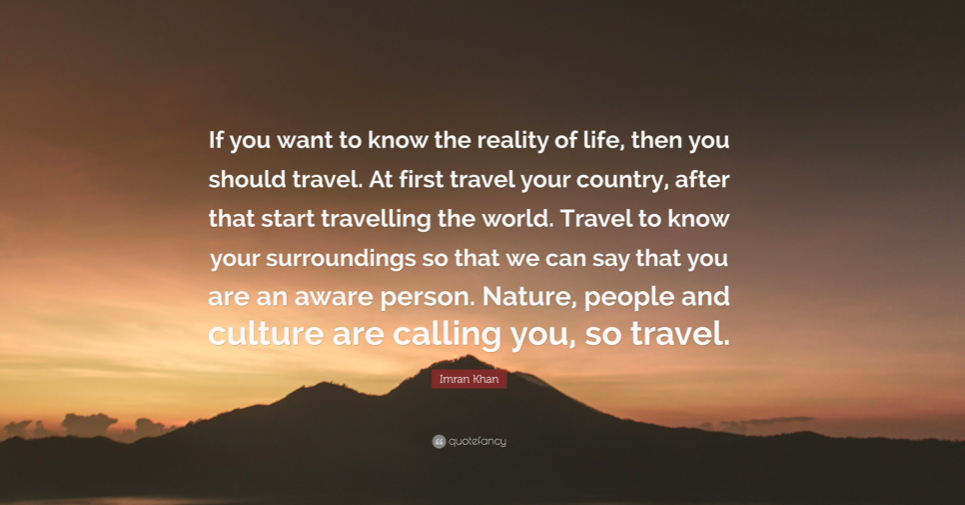 If you want to know the reality of life, then you
should travel. At first travel your country, after
that start travelling the world. Travel to know
your surroundings so that we can say that you
are an aware person. Nature, people and
culture are calling you, so travel.
Imran Khan
quotefancy